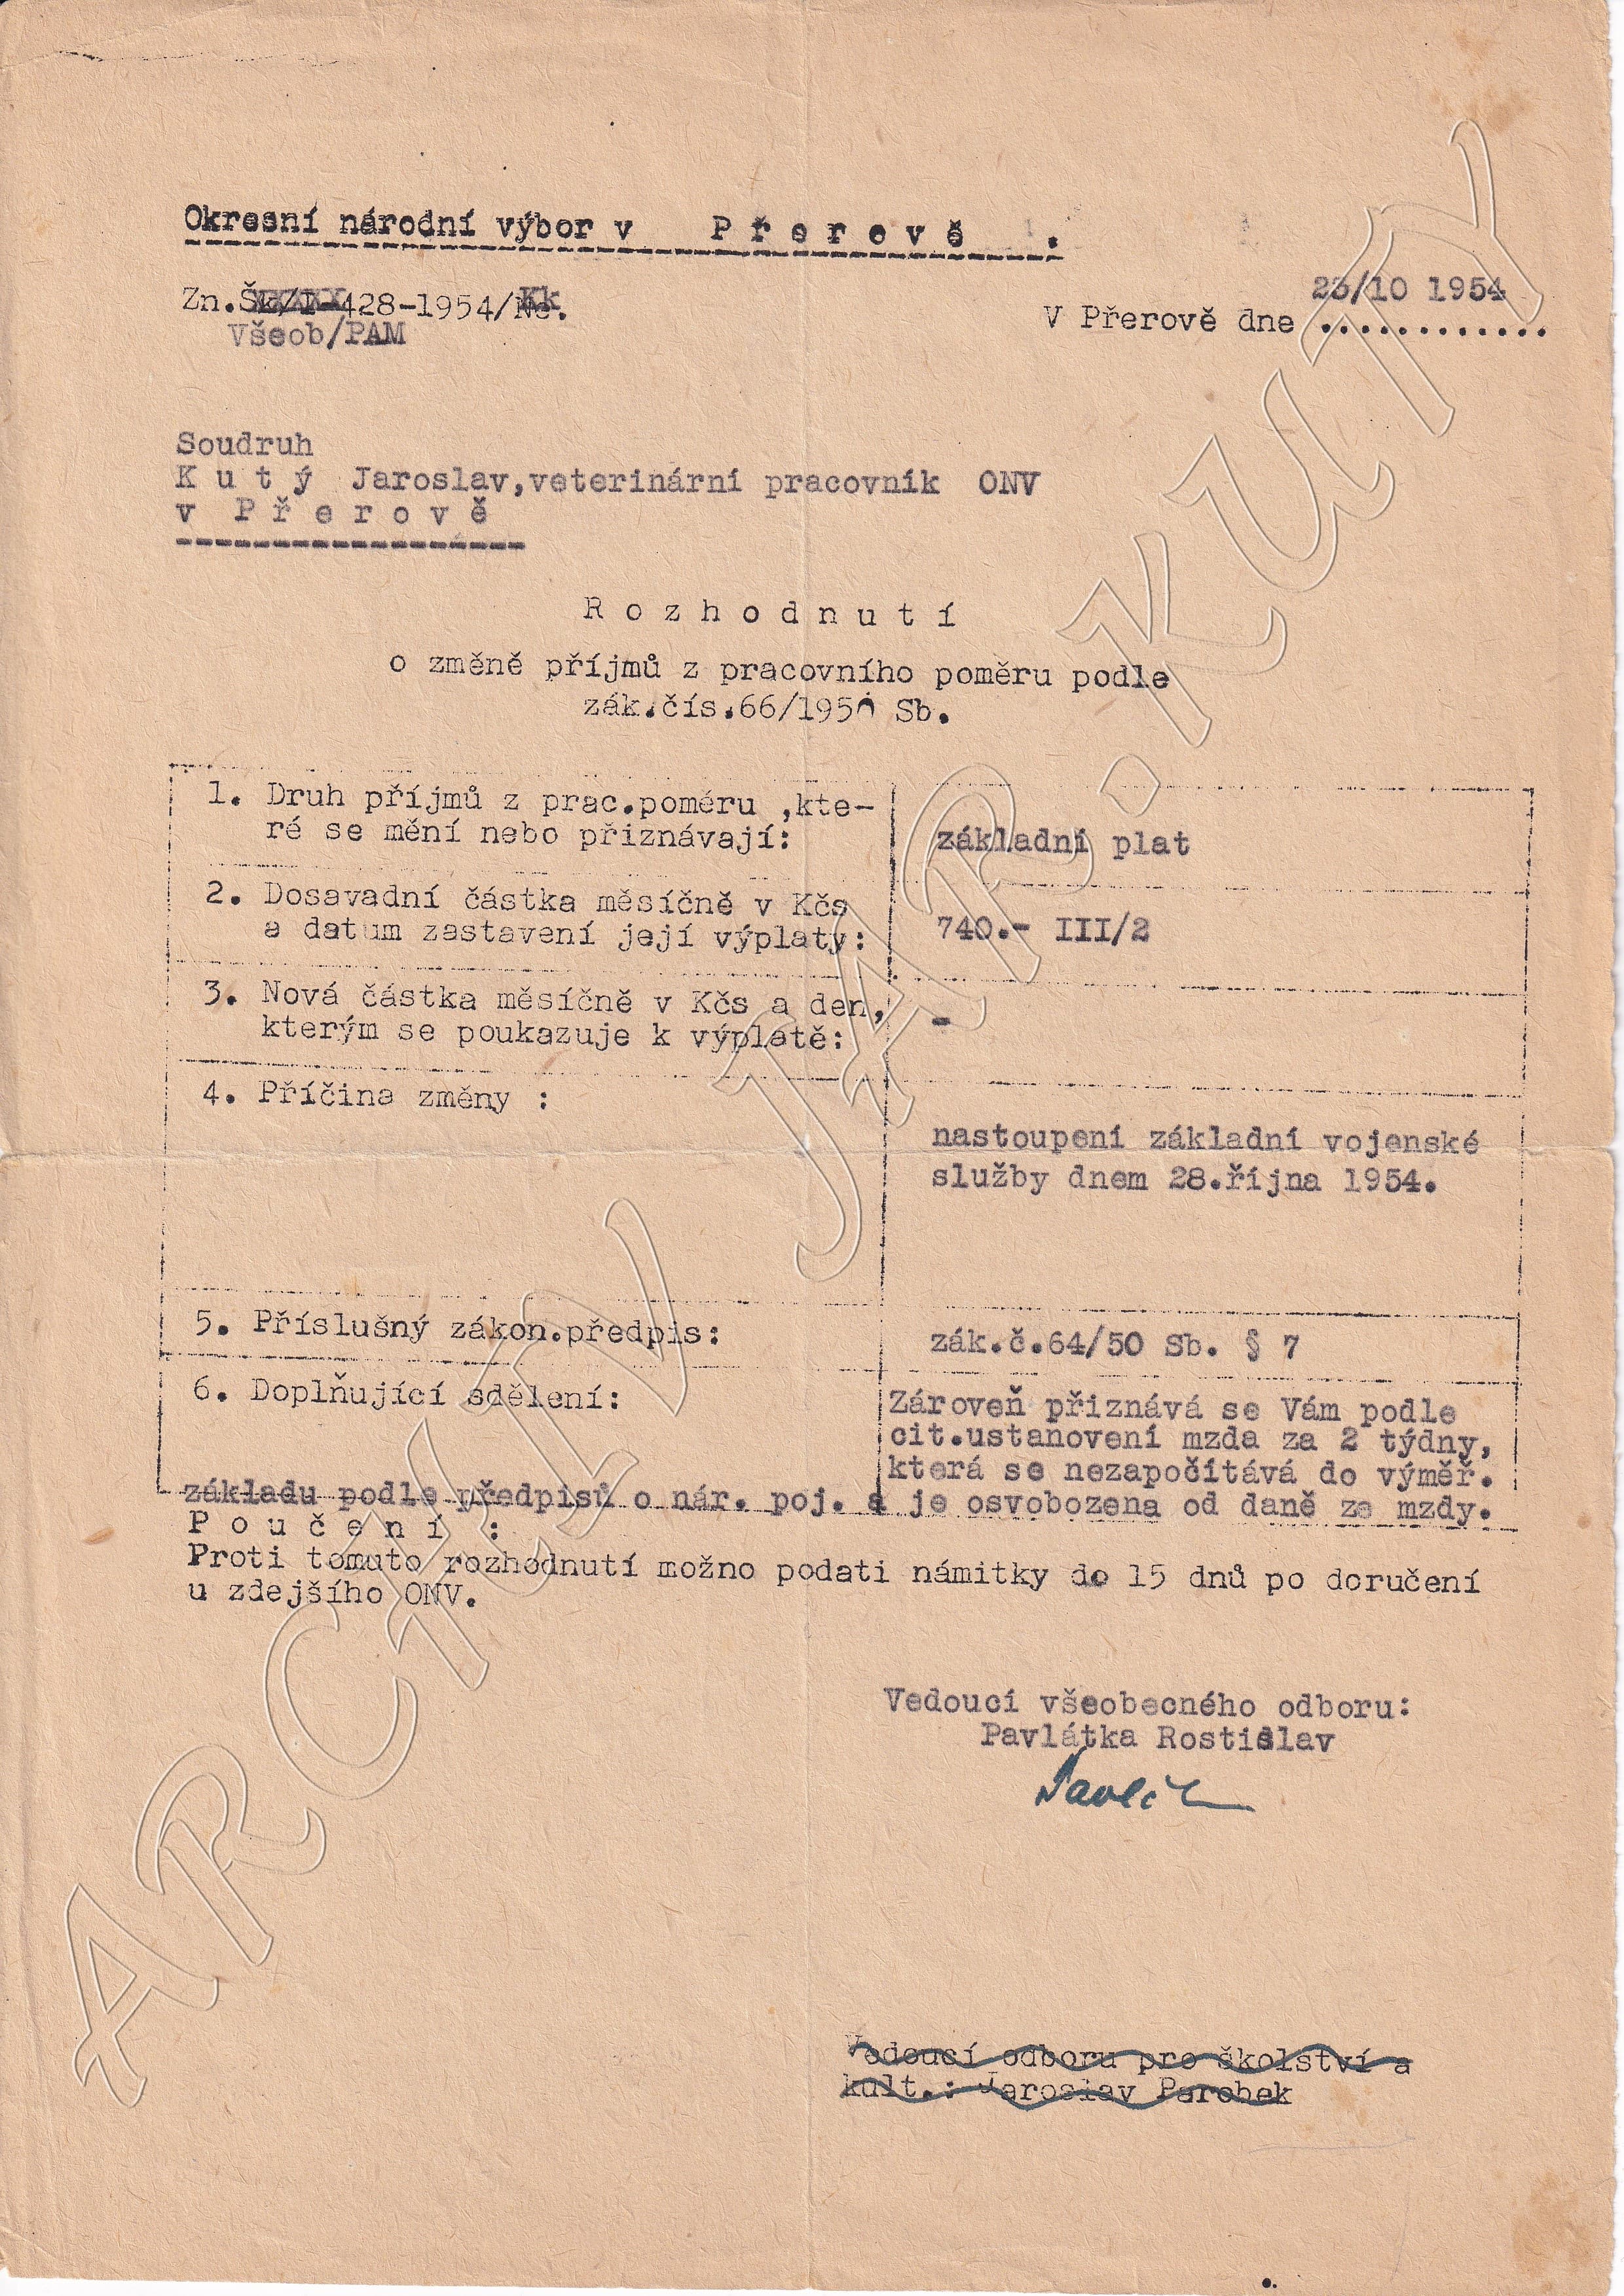 Okresní národní výbor v P ř e r o v ě .
Zn.Šk/I-428-1954/Kk.
Všeob/PAM
23/10 1954
V Přerově dne ............
Soudruh
K u t ý Jaroslav,veterinární pracovník ONV
v P ř e r o v ě
R o z h o d n u t í
o změně příjmů z pracovního poměru podle
zák.čís.66/1950 Sb.
1. Druh příjmů z prac.poměru ,kte-
ré se mění nebo přiznávají:
základní plat
2. Dosavadní částka měsíčně v Kčs
a datum zastavení její výplaty:
740.- III/2
3. Nová částka měsíčně v Kčs a den,
kterým se poukazuje k výplatě:
-
4. Příčina změny :
nastoupení základní vojenské
služby dnem 28.října 1954.
5. Příslušný zákon.předpis:
zák.č.64/50 Sb. § 7
6. Doplňující sdělení:
Zároveň přiznává se Vám podle
cit.ustanovení mzda za 2 týdny,
která se nezapočítává do výměř.
základu podle předpisů o nár. poj. a je osvobozena od daně ze mzdy.
P o u č e n í :
Proti tomuto rozhodnutí možno podati námitky do 15 dnů po doručení
u zdejšího ONV.
Vedoucí všeobecného odboru:
Pavlátka Rostislav
Vedoucí odboru pro školství a
kult.: Jaroslav Parobek
ARCHIV JAR. KUTÝ